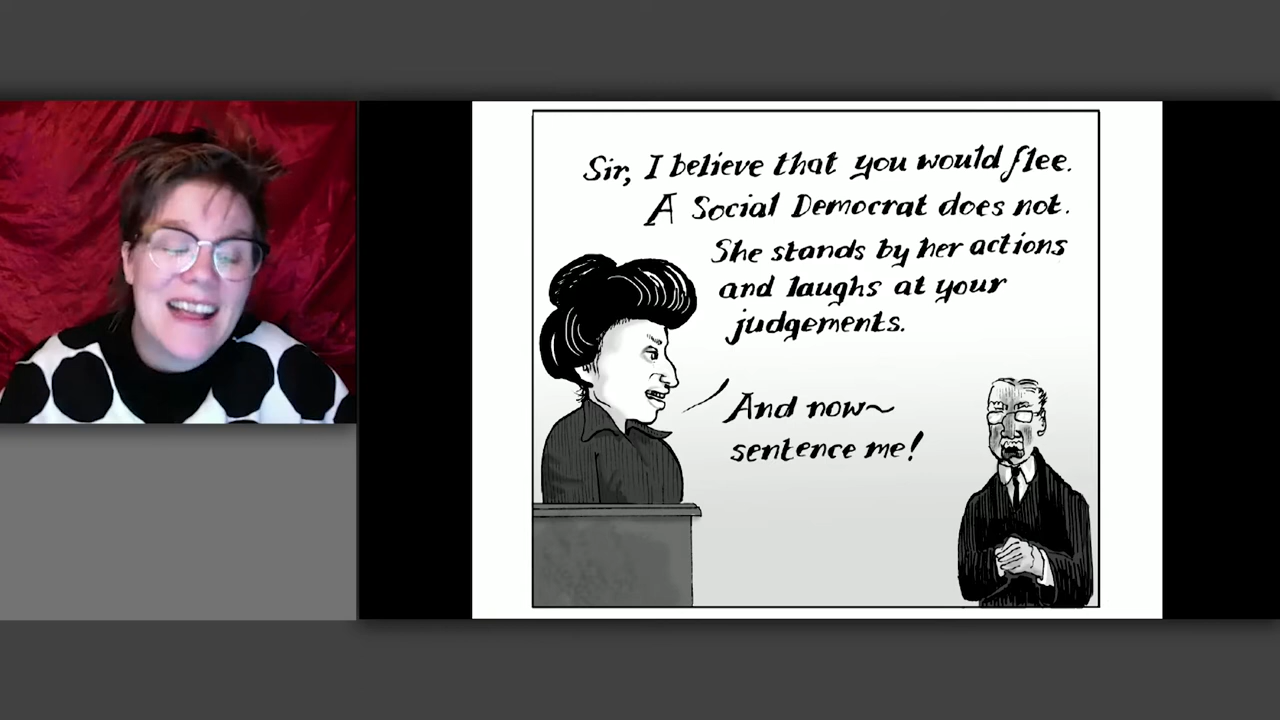 Sir, I believe that you would flee.
A Social Democrat does not.
She stands by her actions
and laughs at your
judgements.
And now~
sentence me!